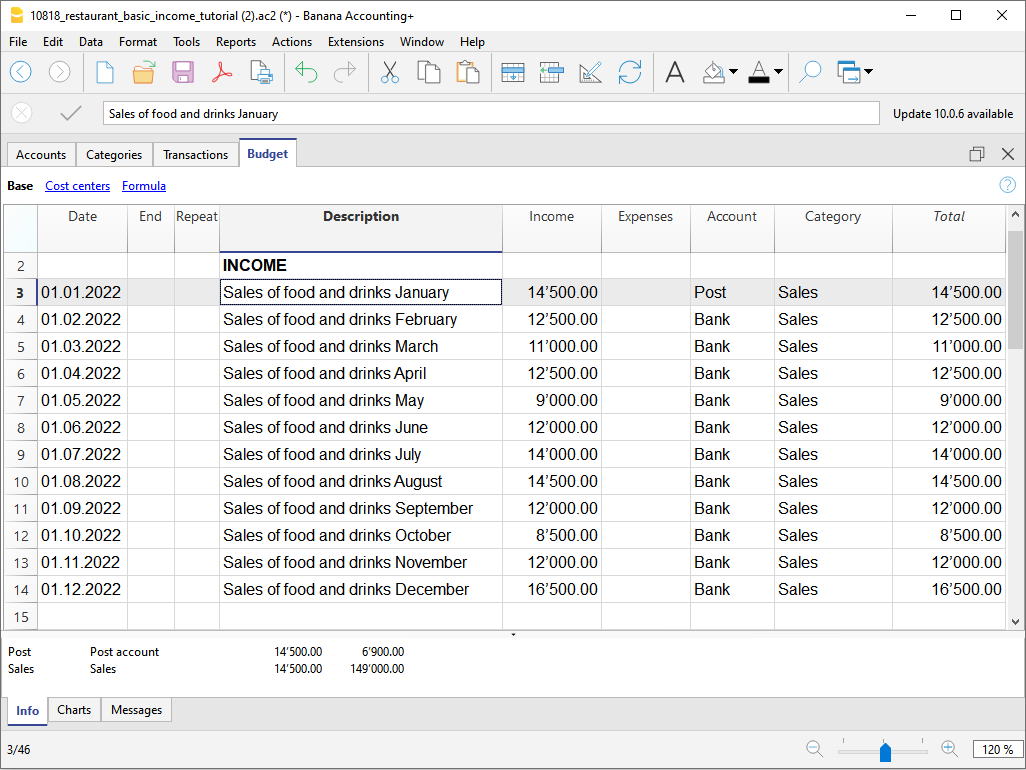 10818_restaurant_basic_income_tutorial (2).ac2 (*) - Banana Accounting+
File Edit Data Format Tools Reports Actions Extensions Window Help
Sales of food and drinks January Update 10.0.6 available
Accounts Categories Transactions Budget
Base Cost centers Formula
Date End Repeat Description Income Expenses Account Category Total
2 INCOME
3 01.01.2022 Sales of food and drinks January 14’500.00 Post Sales 14’500.00
4 01.02.2022 Sales of food and drinks February 12’500.00 Bank Sales 12’500.00
5 01.03.2022 Sales of food and drinks March 11’000.00 Bank Sales 11’000.00
6 01.04.2022 Sales of food and drinks April 12’500.00 Bank Sales 12’500.00
7 01.05.2022 Sales of food and drinks May 9’000.00 Bank Sales 9’000.00
8 01.06.2022 Sales of food and drinks June 12’000.00 Bank Sales 12’000.00
9 01.07.2022 Sales of food and drinks July 14’000.00 Bank Sales 14’000.00
10 01.08.2022 Sales of food and drinks August 14’500.00 Bank Sales 14’500.00
11 01.09.2022 Sales of food and drinks September 12’000.00 Bank Sales 12’000.00
12 01.10.2022 Sales of food and drinks October 8’500.00 Bank Sales 8’500.00
13 01.11.2022 Sales of food and drinks November 12’000.00 Bank Sales 12’000.00
14 01.12.2022 Sales of food and drinks December 16’500.00 Bank Sales 16’500.00
15
Post Post account 14’500.00 6’900.00
Sales Sales 14’500.00 149’000.00
Info Charts Messages
3/46 120 %